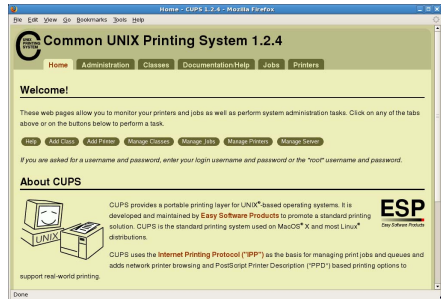 Home - CUPS 1.2.4 - Mozilla Firefox
File Edit View Go Bookmarks Tools Help
UNIX PRINTING SYSTEM
Common UNIX Printing System 1.2.4
Home Administration Classes Documentation/Help Jobs Printers
Welcome!
These web pages allow you to monitor your printers and jobs as well as perform system administration tasks. Click on any of the tabs
above or on the buttons below to perform a task.
Help Add Class Add Printer Manage Classes Manage Jobs Manage Printers Manage Server
If you are asked for a username and password, enter your login username and password or the "root" username and password.
About CUPS
CUPS provides a portable printing layer for UNIX®-based operating systems. It is
developed and maintained by Easy Software Products to promote a standard printing
solution. CUPS is the standard printing system used on MacOS® X and most Linux®
distributions.
ESP
Easy Software Products
UNIX
CUPS uses the Internet Printing Protocol ("IPP") as the basis for managing print jobs and queues and
adds network printer browsing and PostScript Printer Description ("PPD") based printing options to
support real-world printing.
Done